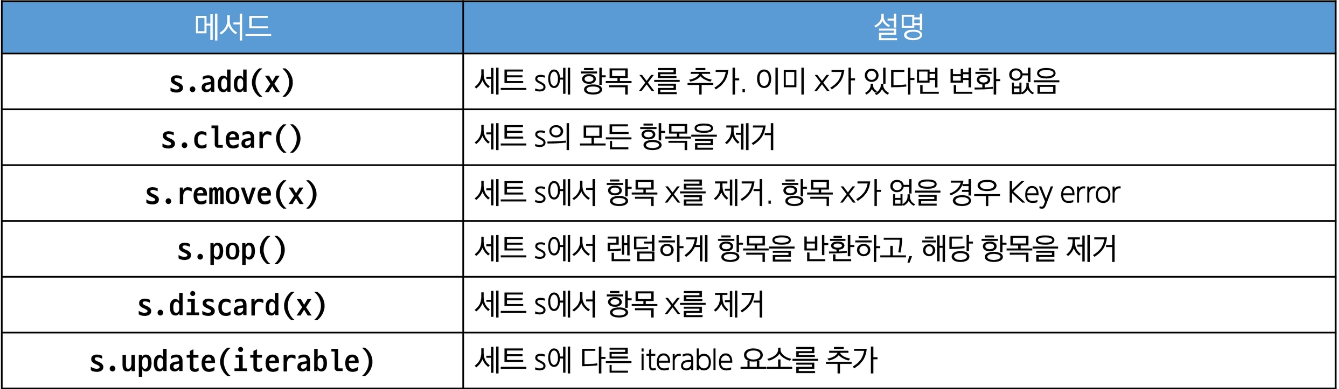 메서드 설명
s.add(x) 세트 s에 항목 x를 추가. 이미 x가 있다면 변화 없음
s.clear() 세트 s의 모든 항목을 제거
s.remove(x) 세트 s에서 항목 x를 제거. 항목 x가 없을 경우 Key error
s.pop() 세트 s에서 랜덤하게 항목을 반환하고, 해당 항목을 제거
s.discard(x) 세트 s에서 항목 x를 제거
s.update(iterable) 세트 s에 다른 iterable 요소를 추가